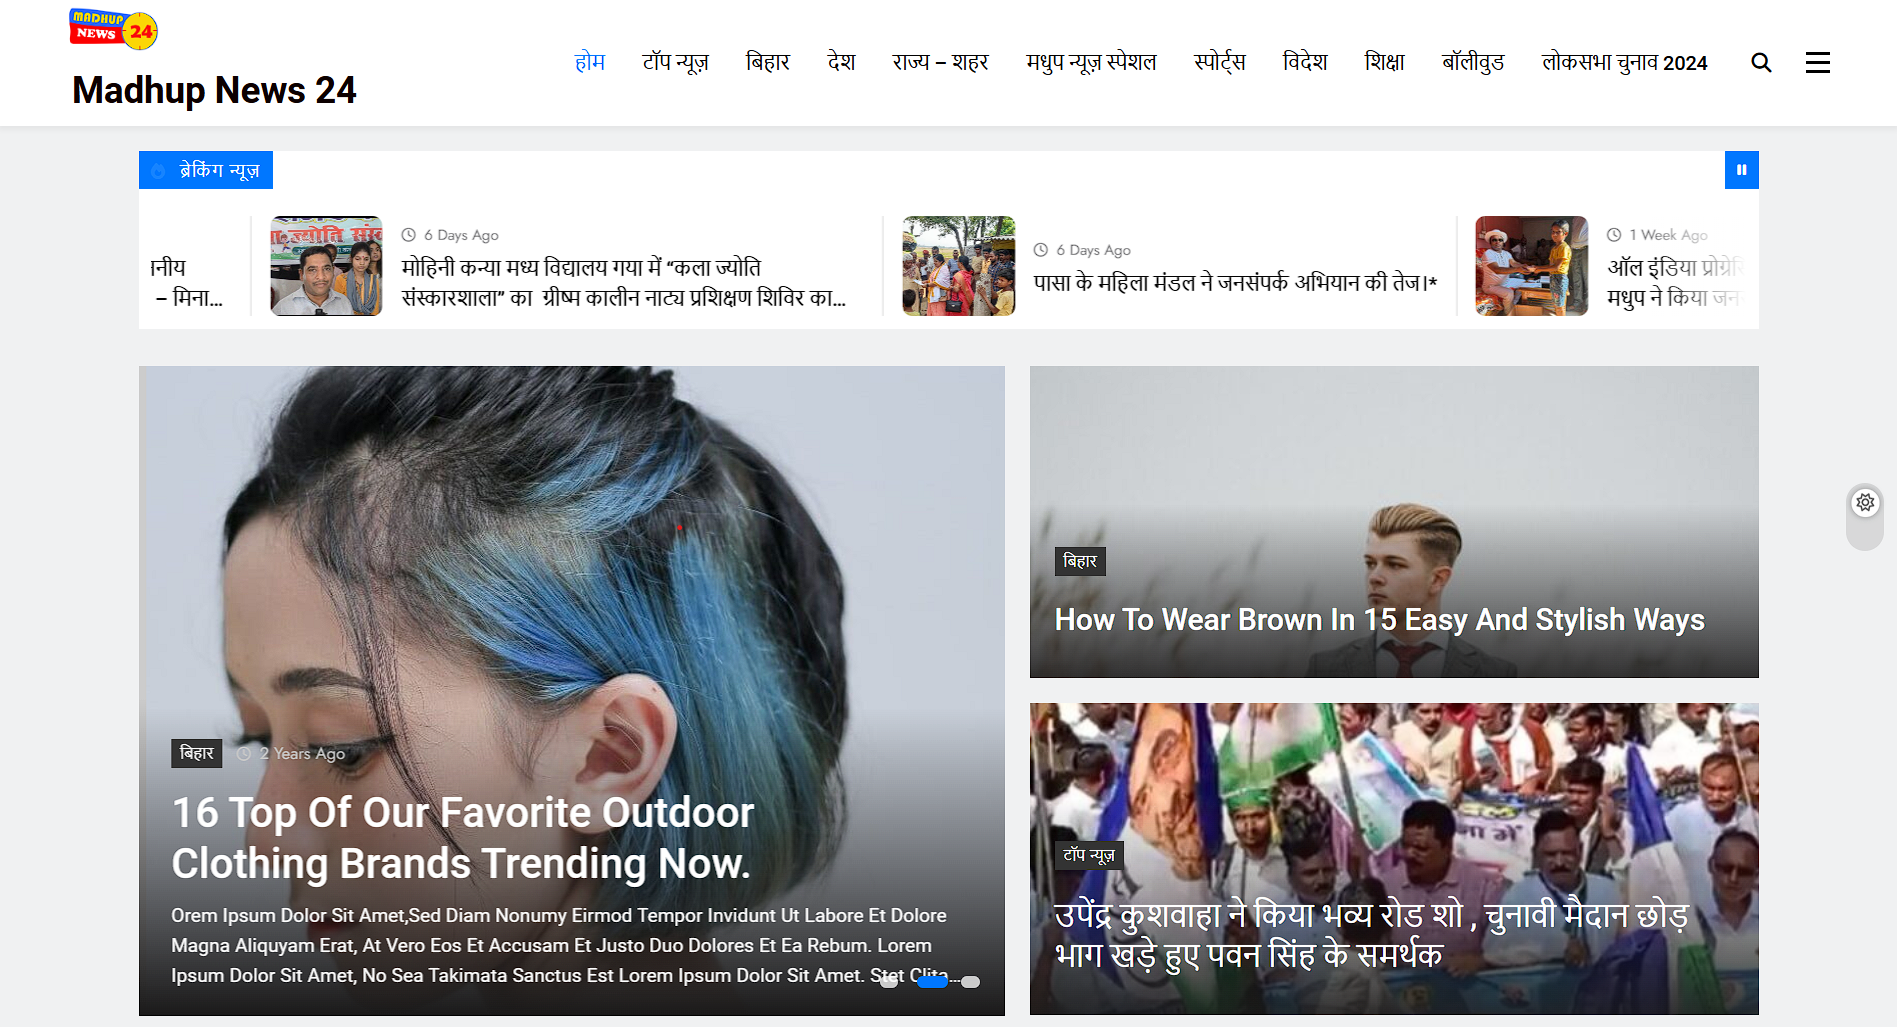 MADHUP
NEWS 24
Madhup News 24
होम टॉप न्यूज़ बिहार देश राज्य – शहर मधुप न्यूज़ स्पेशल स्पोर्ट्स विदेश शिक्षा बॉलीवुड लोकसभा चुनाव 2024
ब्रेकिंग न्यूज़
– मिना...
6 Days Ago
मोहिनी कन्या मध्य विद्यालय गया में “कला ज्योति
संस्कारशाला” का ग्रीष्म कालीन नाट्य प्रशिक्षण शिविर का...
6 Days Ago
पासा के महिला मंडल ने जनसंपर्क अभियान की तेज।*
1 Week Ago
ऑल इंडिया
मधुप ने किया
बिहार
2 Years Ago
16 Top Of Our Favorite Outdoor
Clothing Brands Trending Now.
Orem Ipsum Dolor Sit Amet,Sed Diam Nonumy Eirmod Tempor Invidunt Ut Labore Et Dolore
Magna Aliquyam Erat, At Vero Eos Et Accusam Et Justo Duo Dolores Et Ea Rebum. Lorem
Ipsum Dolor Sit Amet, No Sea Takimata Sanctus Est Lorem Ipsum Dolor Sit Amet. Stet Clita...
बिहार
How To Wear Brown In 15 Easy And Stylish Ways
टॉप न्यूज़
उपेंद्र कुशवाहा ने किया भव्य रोड शो , चुनावी मैदान छोड़
भाग खड़े हुए पवन सिंह के समर्थक